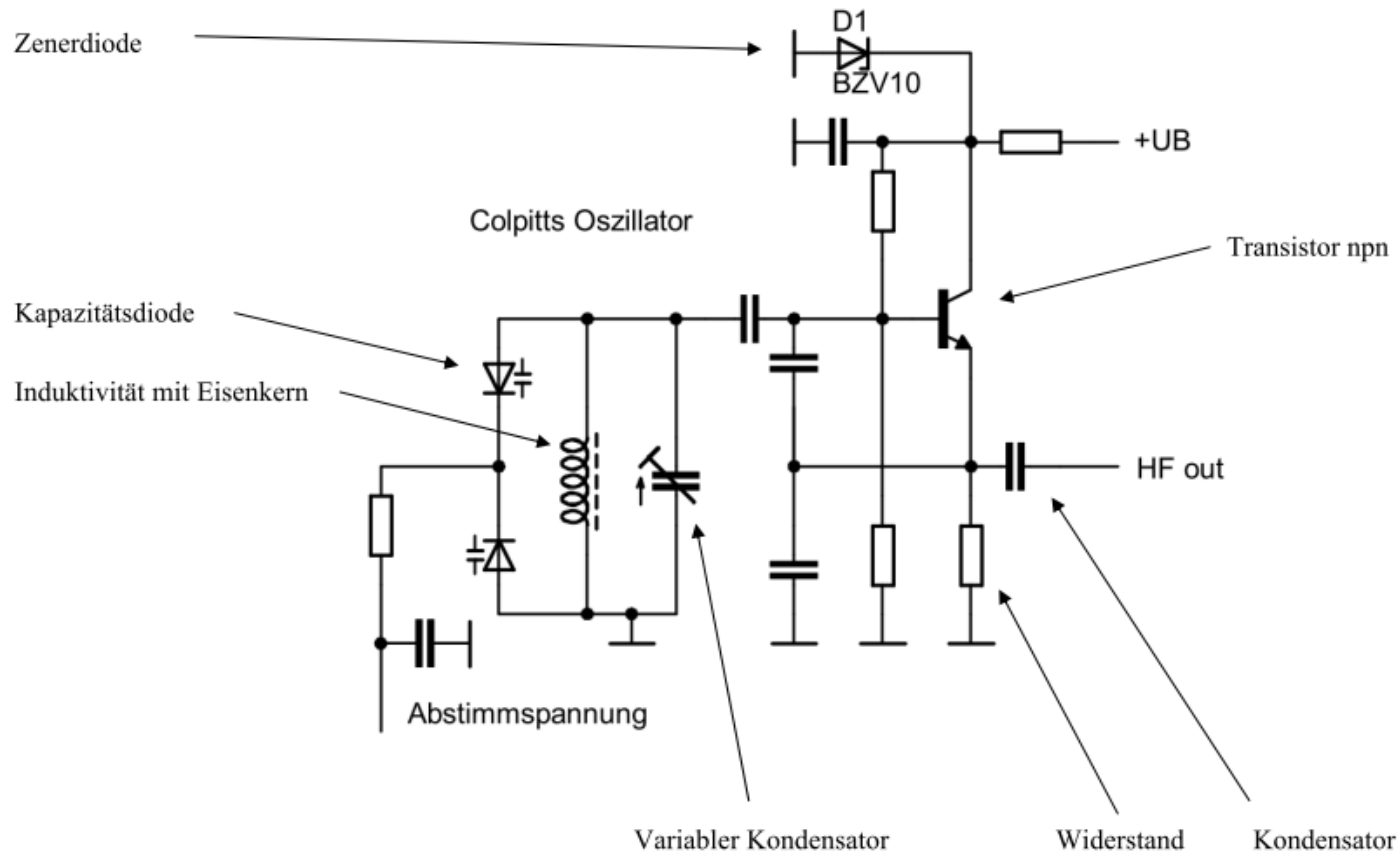 D1
Zenerdiode
BZV10
+UB
Colpitts Oszillator
Transistor npn
Kapazitätsdiode
Induktivität mit Eisenkern
HF out
Abstimmspannung
Variabler Kondensator
Widerstand
Kondensator